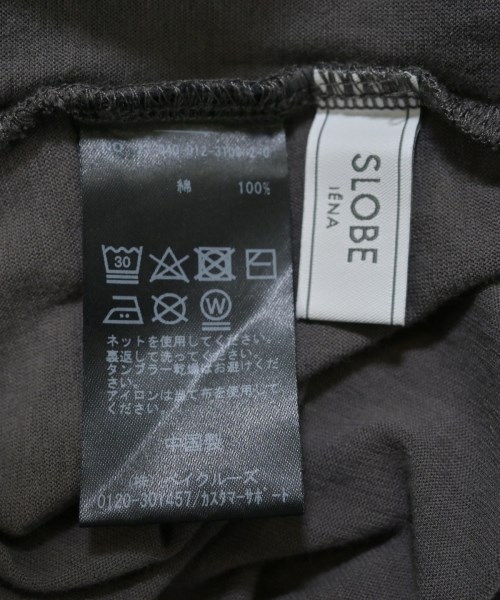 綿 100%
30
W
ネットを使用してください。
裏返して洗ってください。
タンブラー乾燥はお避けくだ
さい。
アイロンは当て布を使用して
ください。
中国製
(株)ベイクルーズ
0120-301457/カスタマーサポート
SLOBE
IÉNA